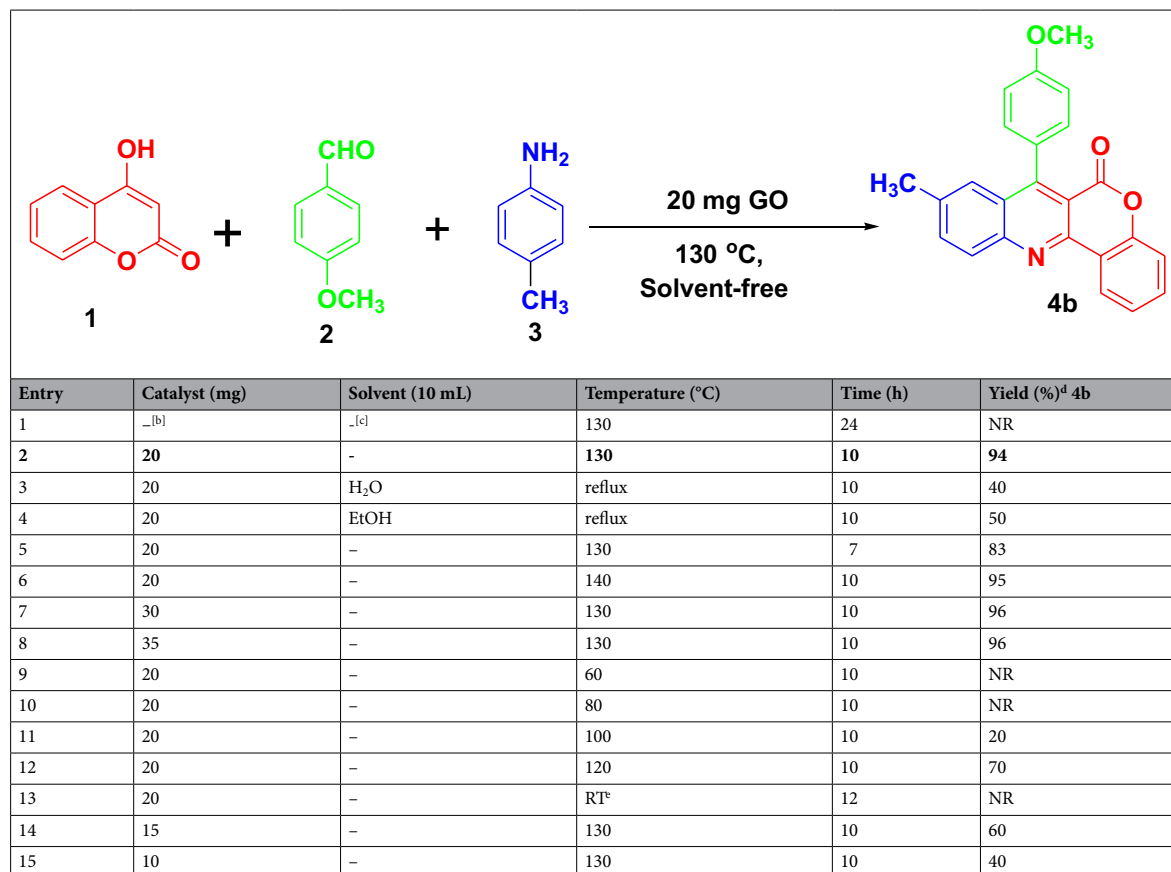 OCH₃
OH
CHO
NH₂
O
H₃C
20 mg GO
O
+
+
130 °C,
N
O
O
Solvent-free
OCH₃
CH₃
4b
1
2
3
Entry Catalyst (mg) Solvent (10 mL) Temperature (°C) Time (h) Yield (%)ᵈ 4b
1 –[b] -[c] 130 24 NR
2 20 - 130 10 94
3 20 H₂O reflux 10 40
4 20 EtOH reflux 10 50
5 20 – 130 7 83
6 20 – 140 10 95
7 30 – 130 10 96
8 35 – 130 10 96
9 20 – 60 10 NR
10 20 – 80 10 NR
11 20 – 100 10 20
12 20 – 120 10 70
13 20 – RTᵉ 12 NR
14 15 – 130 10 60
15 10 – 130 10 40